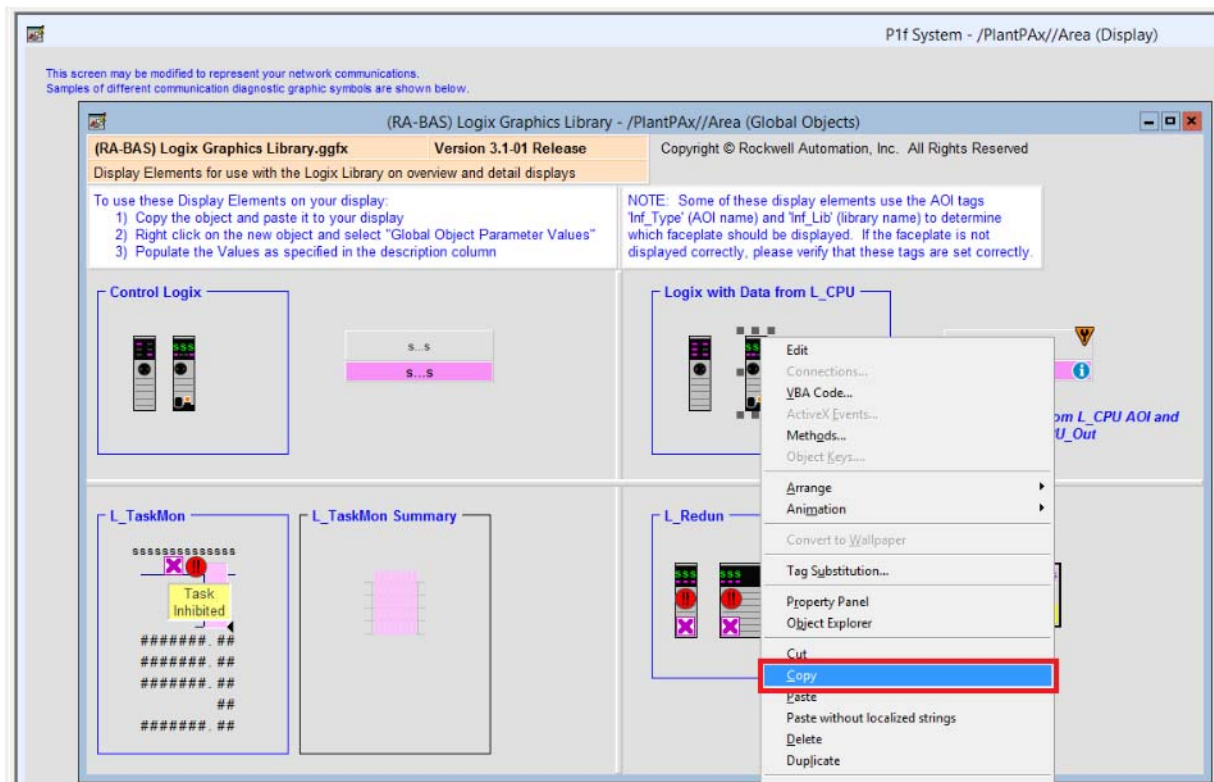 P1f System - /PlantPAx//Area (Display)
This screen may be modified to represent your network communications.
Samples of different communication diagnostic graphic symbols are shown below.
(RA-BAS) Logix Graphics Library - /PlantPAx//Area (Global Objects)
(RA-BAS) Logix Graphics Library.ggfx Version 3.1-01 Release Copyright © Rockwell Automation, Inc. All Rights Reserved
Display Elements for use with the Logix Library on overview and detail displays
To use these Display Elements on your display:
1) Copy the object and paste it to your display
2) Right click on the new object and select "Global Object Parameter Values"
3) Populate the Values as specified in the description column
NOTE: Some of these display elements use the AOI tags
'Inf_Type' (AOI name) and 'Inf_Lib' (library name) to determine
which faceplate should be displayed. If the faceplate is not
displayed correctly, please verify that these tags are set correctly.
Control Logix
sss
s...s
s...s
Logix with Data from L_CPU
om L_CPU AOI and
U_Out
Edit
Connections...
VBA Code...
ActiveX Events...
Methods...
Object Keys....
Arrange
Animation
Convert to Wallpaper
Tag Substitution...
Property Panel
Object Explorer
Cut
Copy
Paste
Paste without localized strings
Delete
Duplicate
L_TaskMon
ssssssssssssss
Task
Inhibited
#######.##
#######.##
#######.##
##
#######.##
L_TaskMon Summary
L_Redun
sss sss